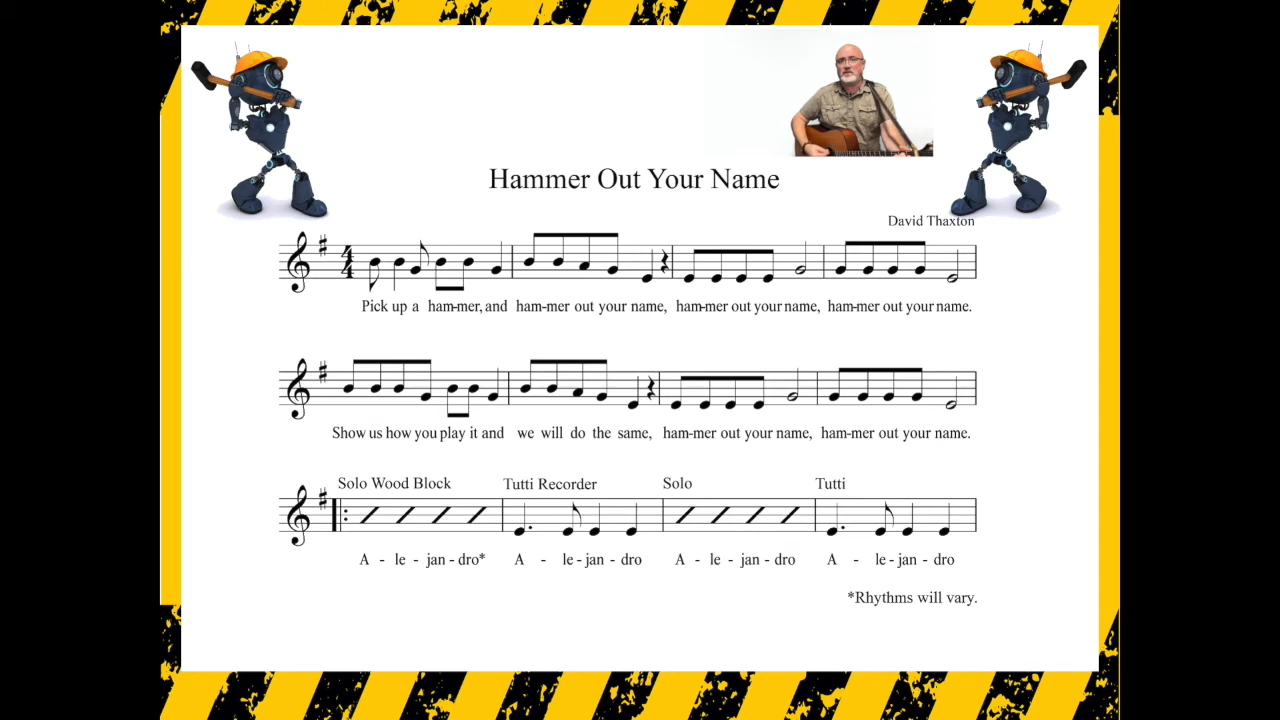 Hammer Out Your Name
David Thaxton
4
4
Pick up a ham-mer, and ham-mer out your name, ham-mer out your name, ham-mer out your name.
Show us how you play it and we will do the same, ham-mer out your name, ham-mer out your name.
Solo Wood Block Tutti Recorder Solo Tutti
A - le - jan - dro* A - le - jan - dro A - le - jan - dro A - le - jan - dro
*Rhythms will vary.